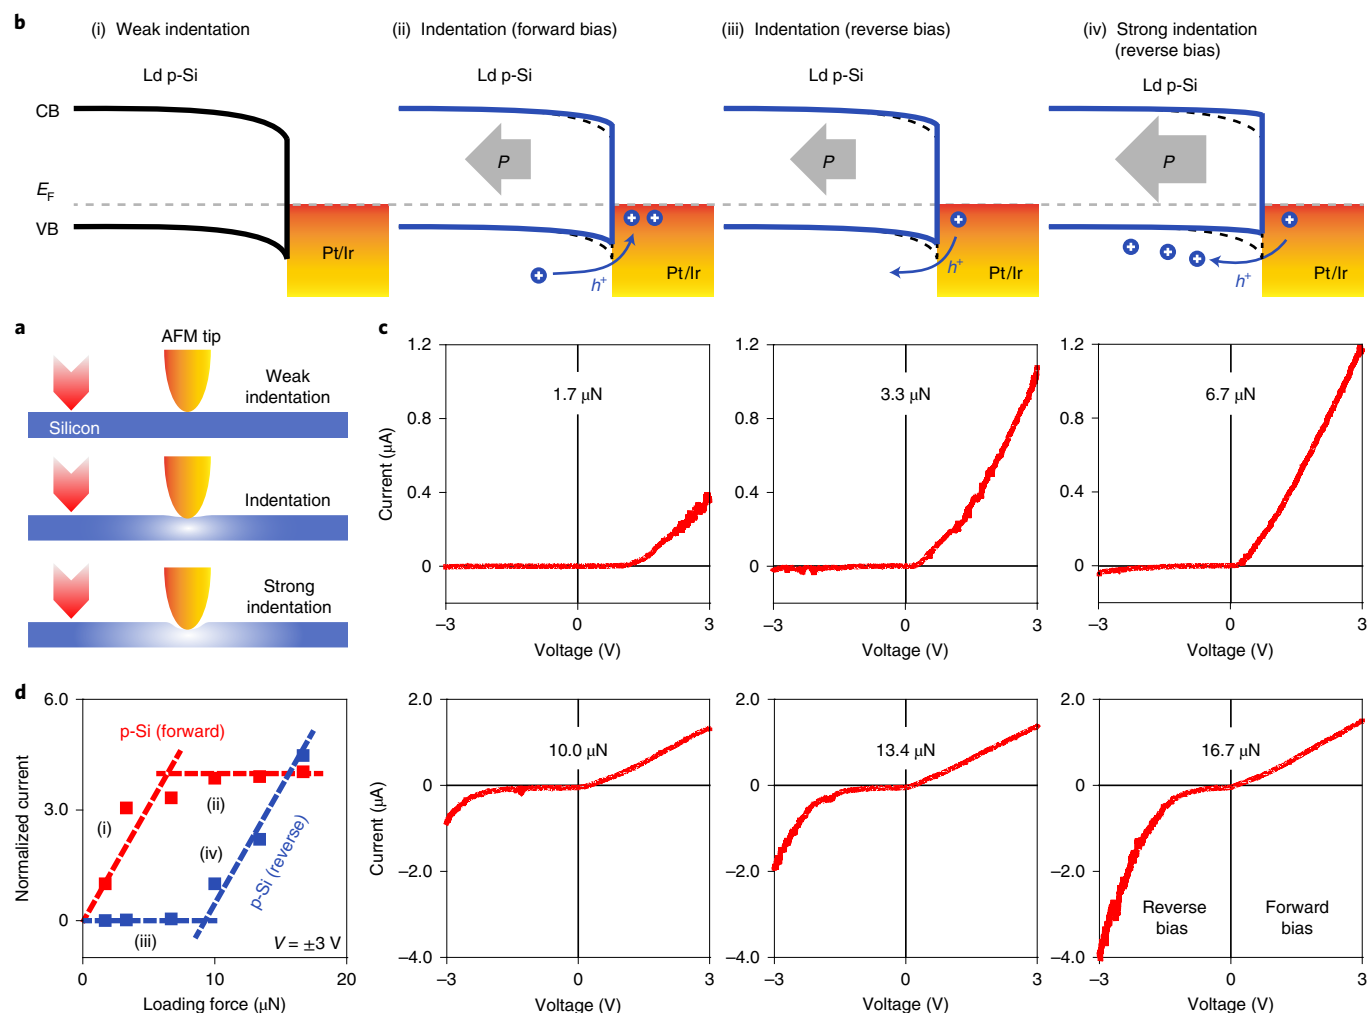 b
(i) Weak indentation
(ii) Indentation (forward bias)
(iii) Indentation (reverse bias)
(iv) Strong indentation
(reverse bias)
Ld p-Si
Ld p-Si
Ld p-Si
Ld p-Si
CB
P
P
P
EF
VB
Pt/Ir
h+
Pt/Ir
h+
Pt/Ir
h+
a
AFM tip
Weak
indentation
Silicon
Indentation
Strong
indentation
c
1.2
0.8
0.4
0
Current (μA)
1.7 μN
–3
0
3
Voltage (V)
1.2
0.8
0.4
0
3.3 μN
–3
0
3
Voltage (V)
1.2
0.8
0.4
0
6.7 μN
–3
0
3
Voltage (V)
d
6.0
3.0
0
Normalized current
p-Si (forward)
(i)
(ii)
(iv)
p-Si (reverse)
(iii)
V = ±3 V
0
10
20
Loading force (μN)
2.0
0
–2.0
–4.0
Current (μA)
10.0 μN
–3
0
3
Voltage (V)
2.0
0
–2.0
–4.0
13.4 μN
–3
0
3
Voltage (V)
2.0
0
–2.0
–4.0
16.7 μN
Reverse
bias
Forward
bias
–3
0
3
Voltage (V)